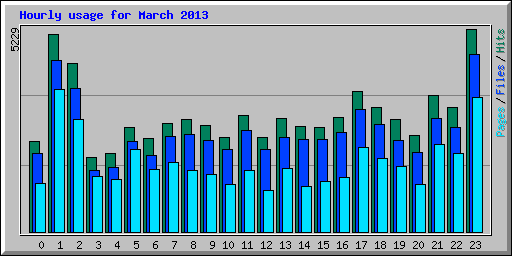 Hourly usage for March 2013
5229
Pages/Files/Hits
0 1 2 3 4 5 6 7 8 9 10 11 12 13 14 15 16 17 18 19 20 21 22 23